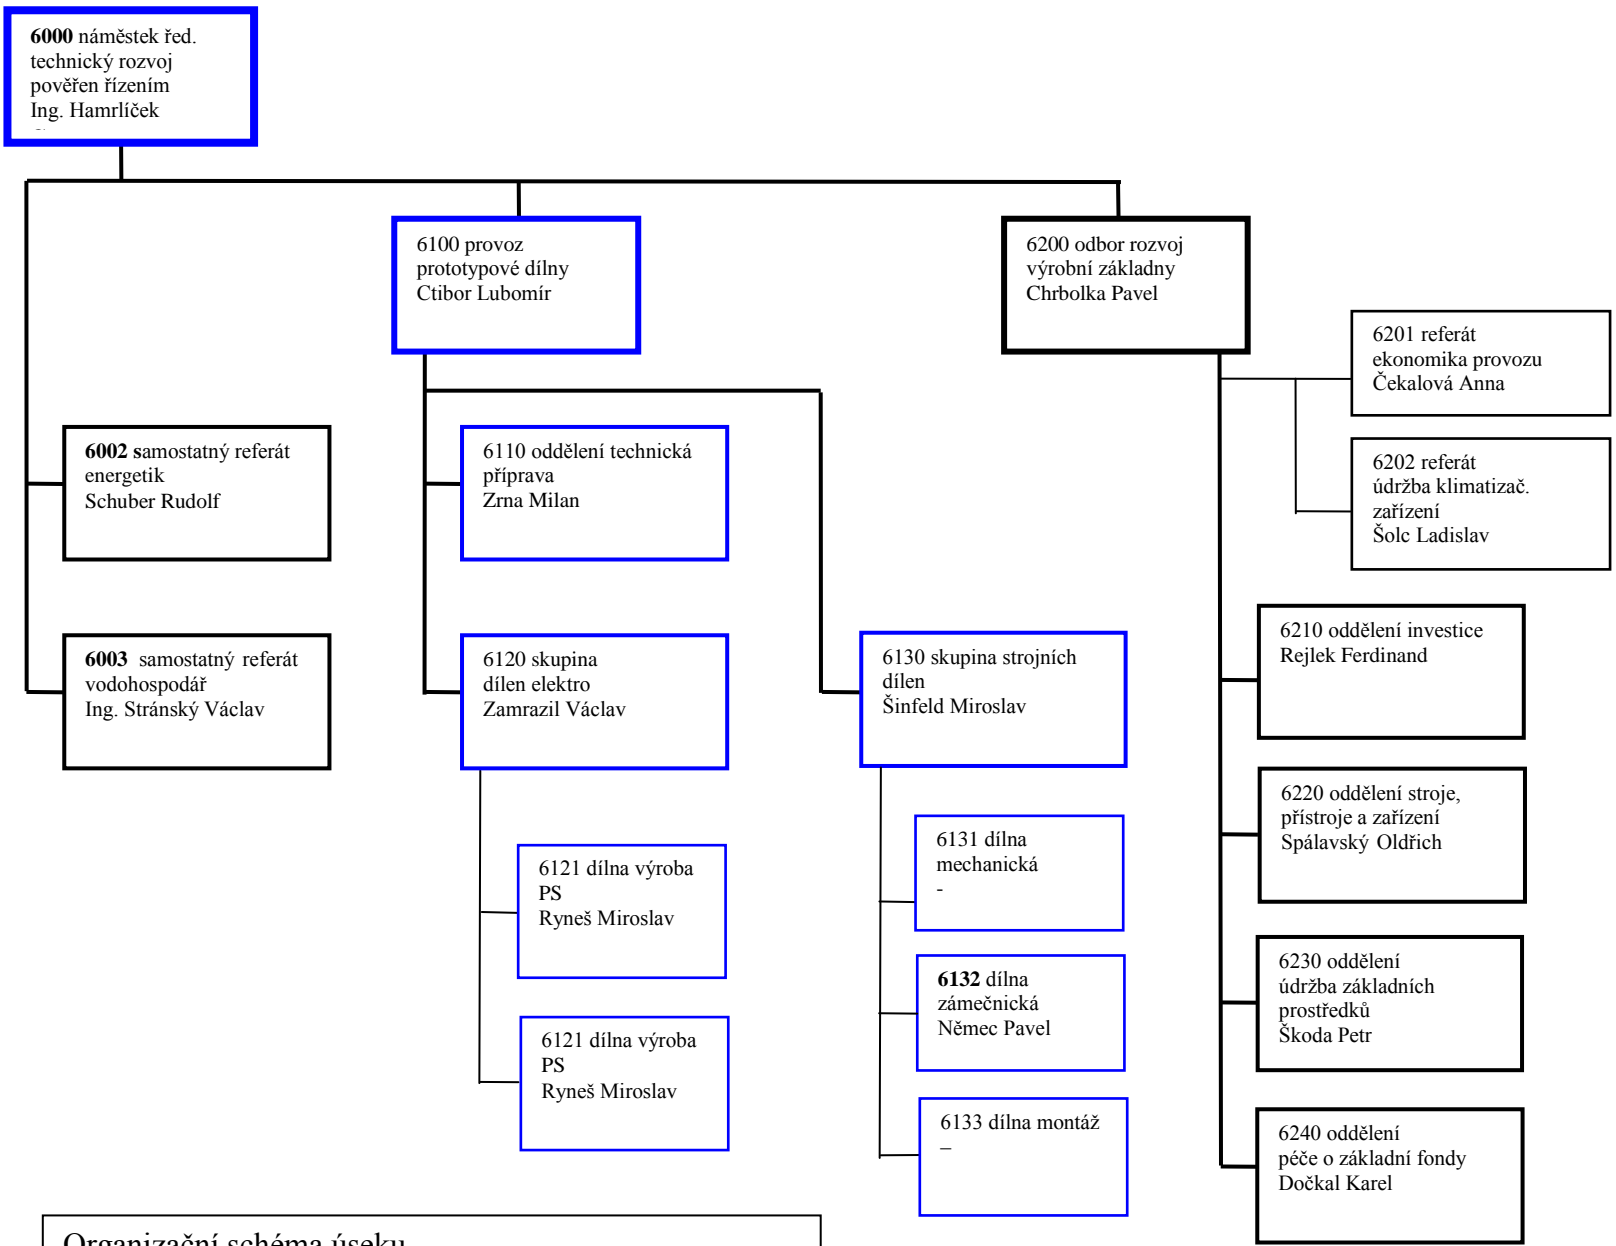 6000 náměstek řed.
technický rozvoj
pověřen řízením
Ing. Hamrlíček
6100 provoz
prototypové dílny
Ctibor Lubomír
6200 odbor rozvoj
výrobní základny
Chrbolka Pavel
6201 referát
ekonomika provozu
Čekalová Anna
6202 referát
údržba klimatizač.
zařízení
Šolc Ladislav
6002 samostatný referát
energetik
Schuber Rudolf
6110 oddělení technická
příprava
Zrna Milan
6003 samostatný referát
vodohospodář
Ing. Stránský Václav
6120 skupina
dílen elektro
Zamrazil Václav
6130 skupina strojních
dílen
Šinfeld Miroslav
6210 oddělení investice
Rejlek Ferdinand
6220 oddělení stroje,
přístroje a zařízení
Spálavský Oldřich
6121 dílna výroba
PS
Ryneš Miroslav
6131 dílna
mechanická
-
6132 dílna
zámečnická
Němec Pavel
6230 oddělení
údržba základních
prostředků
Škoda Petr
6121 dílna výroba
PS
Ryneš Miroslav
6133 dílna montáž
–
6240 oddělení
péče o základní fondy
Dočkal Karel
Organizační schéma úseku